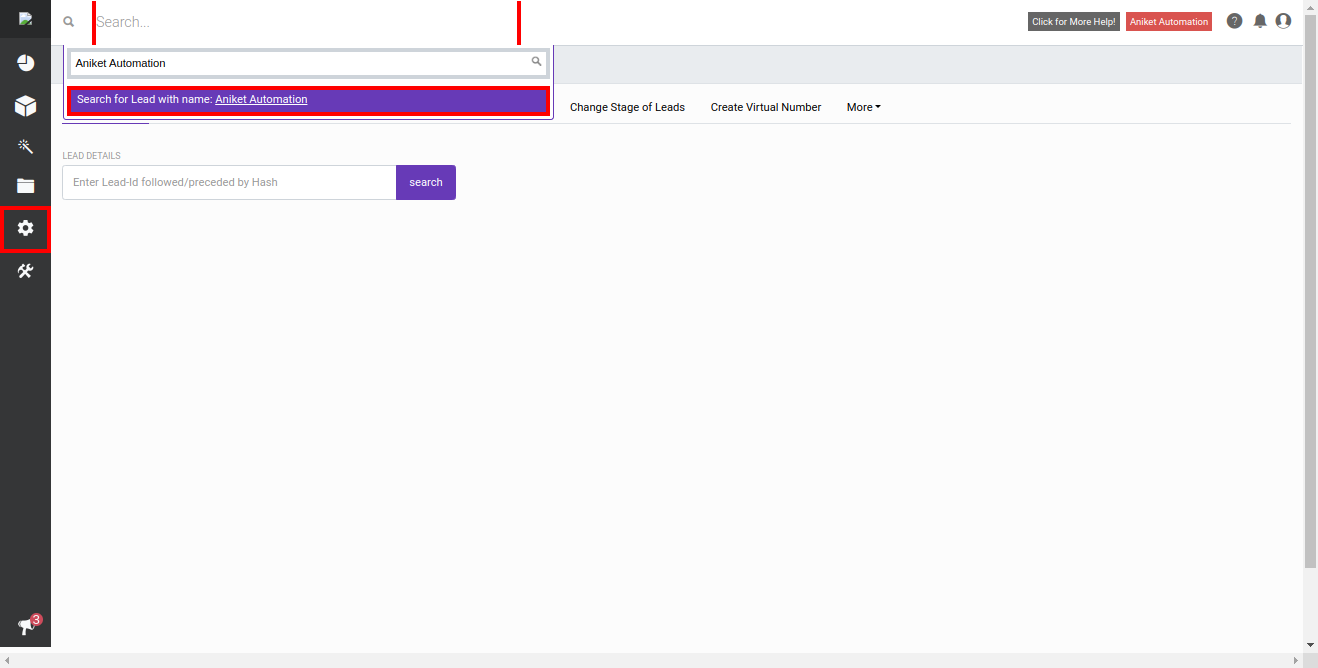 Search...
Click for More Help!
Aniket Automation
Aniket Automation
Search for Lead with name: Aniket Automation
Change Stage of Leads
Create Virtual Number
More
LEAD DETAILS
Enter Lead-Id followed/preceded by Hash
search
3